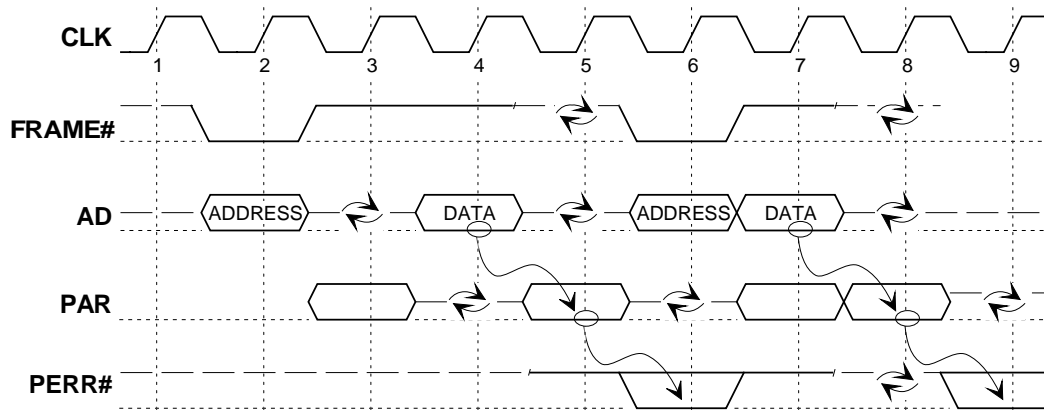 CLK
1 2 3 4 5 6 7 8 9
FRAME#
AD ADDRESS DATA ADDRESS DATA
PAR
PERR#